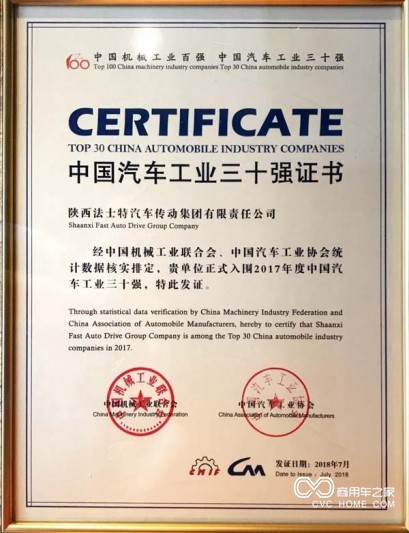 100 中国机械工业百强 中国汽车工业三十强
Top 100 China machinery industry companies Top 30 China automobile industry companies
CERTIFICATE
TOP 30 CHINA AUTOMOBILE INDUSTRY COMPANIES
中国汽车工业三十强证书
陕西法士特汽车传动集团有限责任公司
Shaanxi Fast Auto Drive Group Company
经中国机械工业联合会、中国汽车工业协会统
计数据核实排定，贵单位正式入围2017年度中国汽
车工业三十强，特此发证。
Through statistical data verification by China Machinery Industry Federation and
China Association of Automobile Manufacturers, hereby to certify that Shaanxi
Fast Auto Drive Group Company is among the Top 30 China automobile industry
companies in 2017.
中国机械工业联合会 中国汽车工业协会
China Machinery Industry Federation China Association of Automobile Manufacturers
CMIF CM 发证日期：2018年7月
Date to Issue : July 2018
商用车之家
CVC HOME.COM